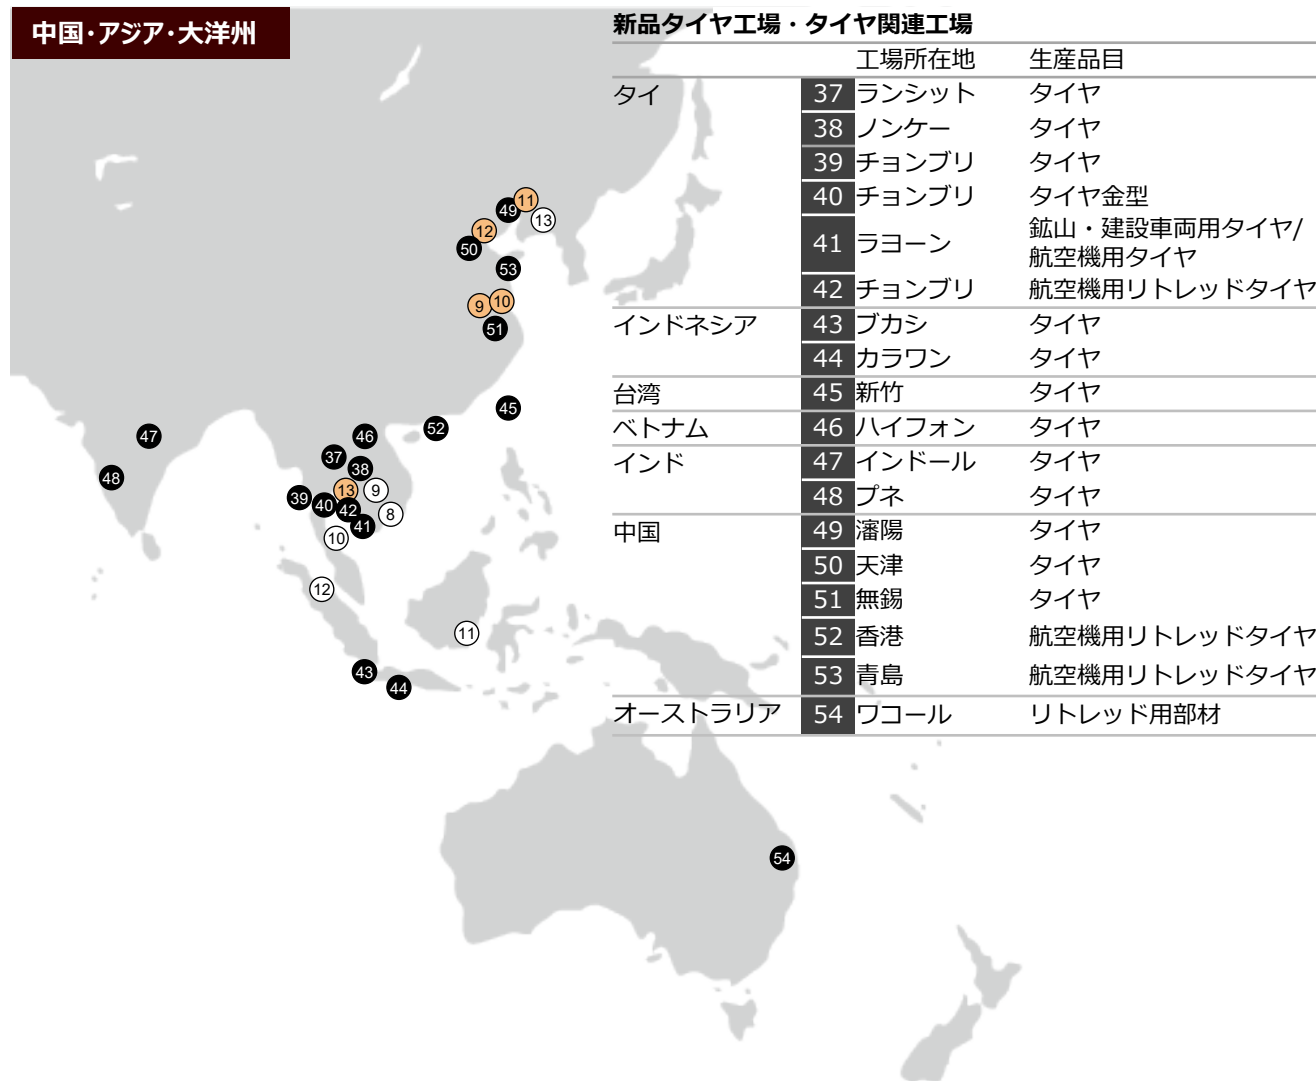 中国・アジア・大洋州
新品タイヤ工場・タイヤ関連工場
工場所在地 生産品目
タイ 37 ランシット タイヤ
38 ノンケー タイヤ
39 チョンブリ タイヤ
40 チョンブリ タイヤ金型
41 ラヨーン 鉱山・建設車両用タイヤ/
航空機用タイヤ
42 チョンブリ 航空機用リトレッドタイヤ
インドネシア 43 ブカシ タイヤ
44 カラワン タイヤ
台湾 45 新竹 タイヤ
ベトナム 46 ハイフォン タイヤ
インド 47 インドール タイヤ
48 プネ タイヤ
中国 49 瀋陽 タイヤ
50 天津 タイヤ
51 無錫 タイヤ
52 香港 航空機用リトレッドタイヤ
53 青島 航空機用リトレッドタイヤ
オーストラリア 54 ワコール リトレッド用部材
11
49
13
12
50
53
9 10
51
45
52
47 46
37
38
48
13 9
39 40 42
8
41
10
12
11
43
44
54